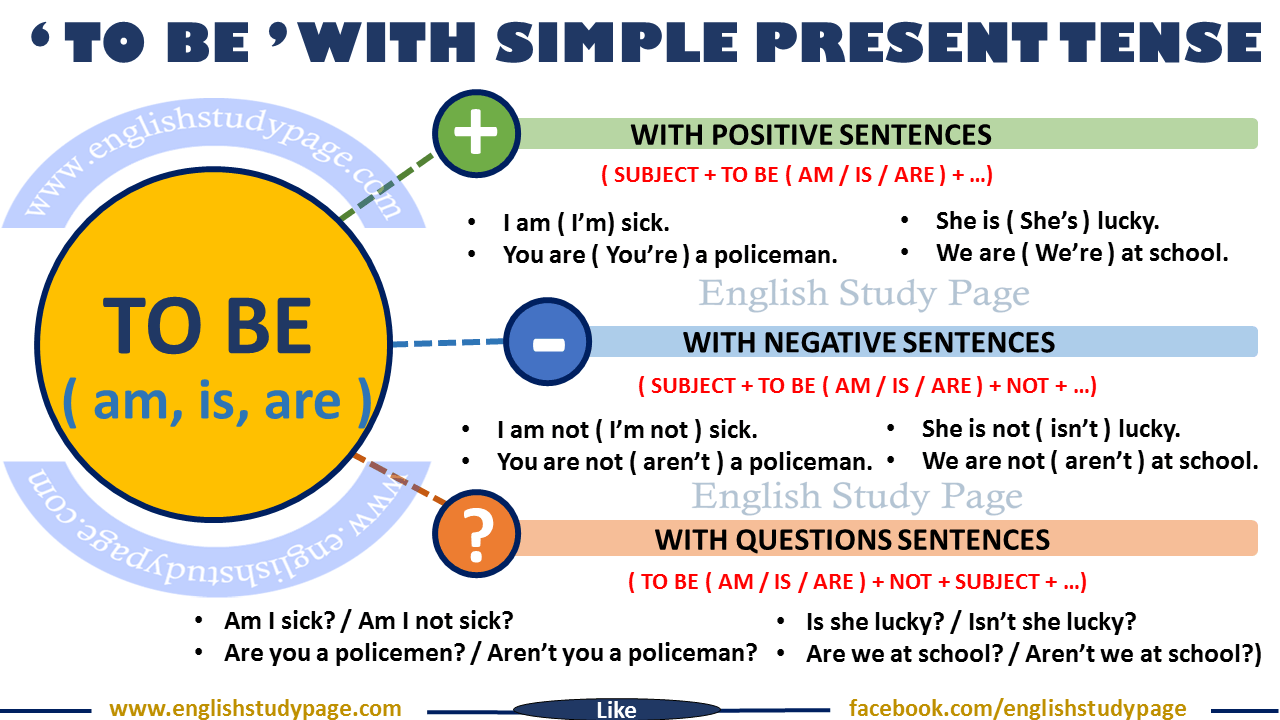 ‘ TO BE ’ WITH SIMPLE PRESENT TENSE
www.englishstudypage.com
TO BE
( am, is, are )
www.englishstudypage.com
+
WITH POSITIVE SENTENCES
( SUBJECT + TO BE ( AM / IS / ARE ) + ...)
• I am ( I’m) sick.
• You are ( You’re ) a policeman.
• She is ( She’s ) lucky.
• We are ( We’re ) at school.
English Study Page
-
WITH NEGATIVE SENTENCES
( SUBJECT + TO BE ( AM / IS / ARE ) + NOT + ...)
• I am not ( I’m not ) sick.
• You are not ( aren’t ) a policeman.
• She is not ( isn’t ) lucky.
• We are not ( aren’t ) at school.
English Study Page
?
WITH QUESTIONS SENTENCES
( TO BE ( AM / IS / ARE ) + NOT + SUBJECT + ...)
• Am I sick? / Am I not sick?
• Are you a policemen? / Aren’t you a policeman?
• Is she lucky? / Isn’t she lucky?
• Are we at school? / Aren’t we at school?)
www.englishstudypage.com
Like
facebook.com/englishstudypage